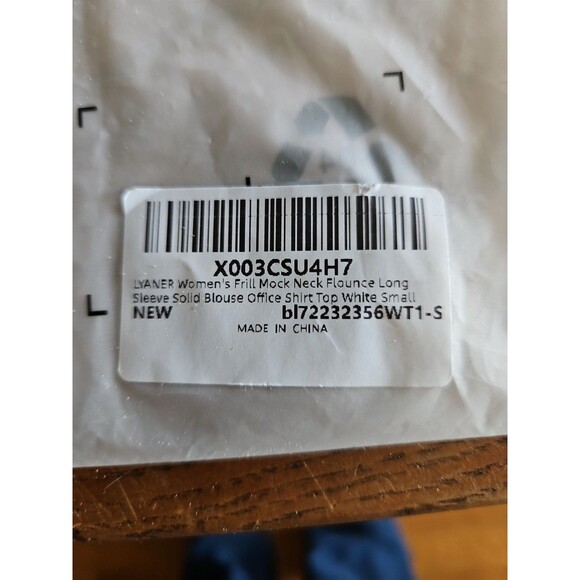 X003CSU4H7
LYANER Women's Frill Mock Neck Flounce Long
Sleeve Solid Blouse Office Shirt Top White Small
NEW bl72232356WT1-S
MADE IN CHINA